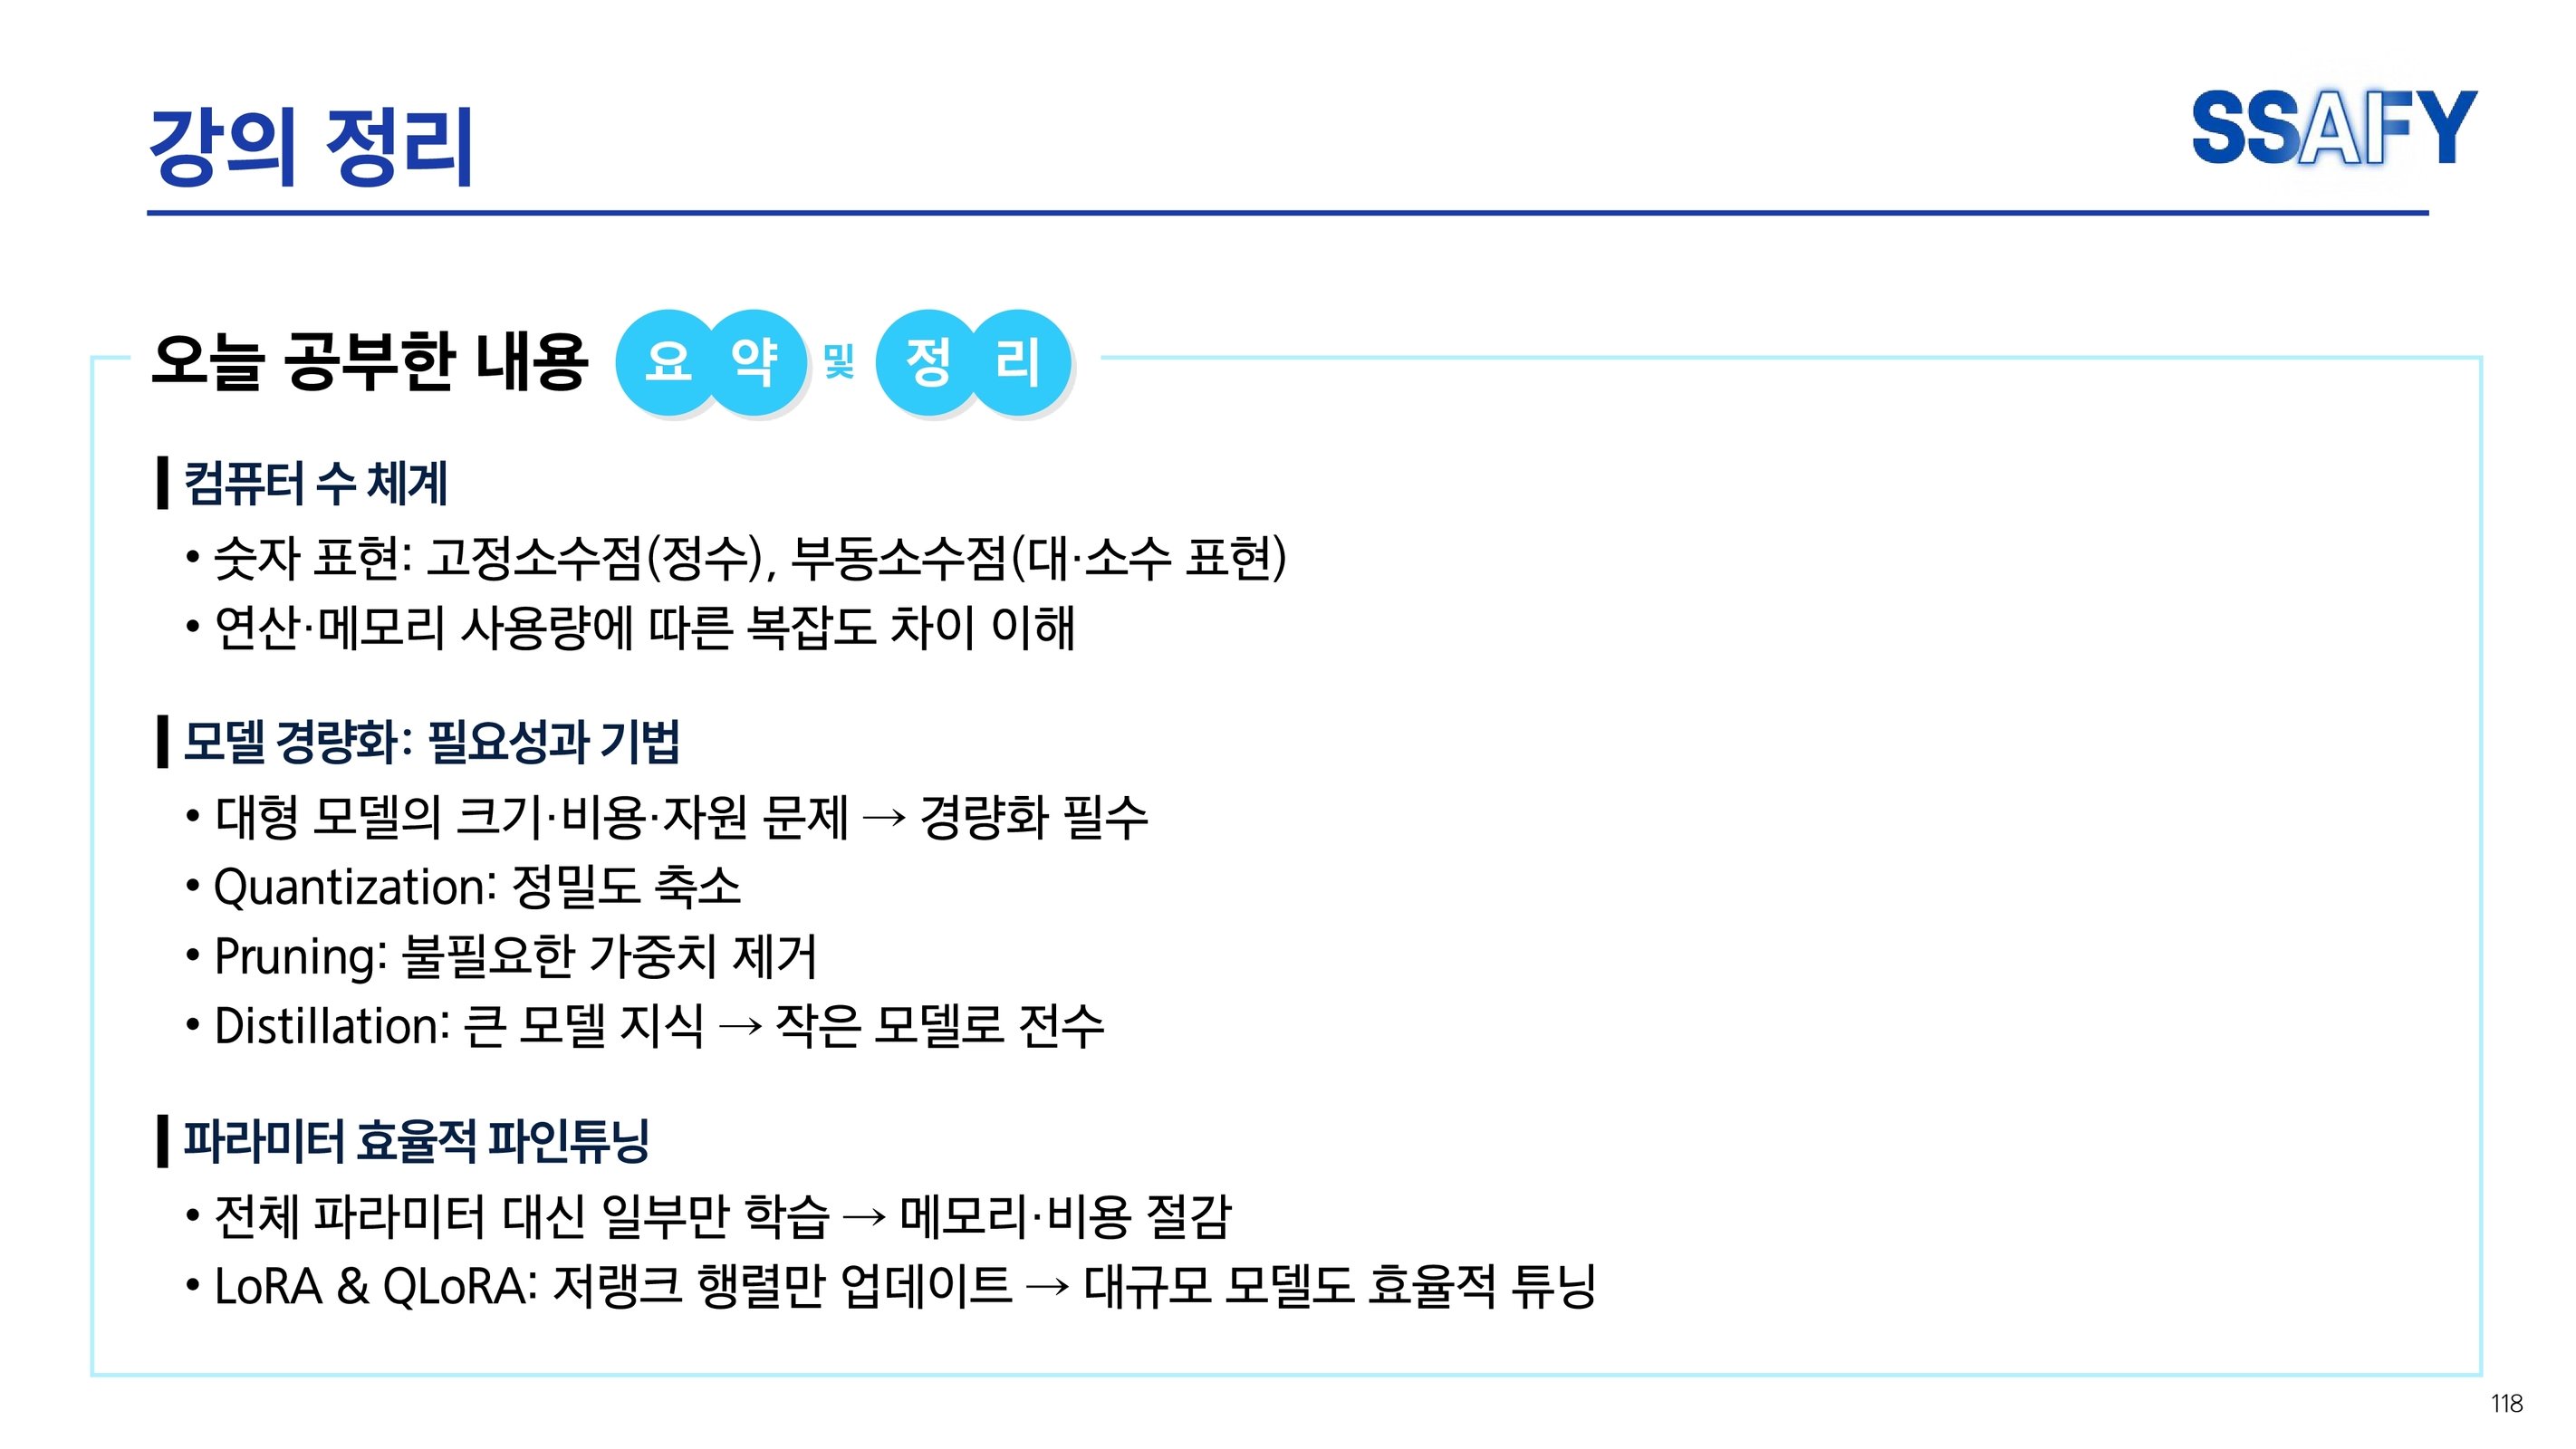 강의 정리
SSAFY
오늘 공부한 내용 요약 및 정리
컴퓨터 수 체계
• 숫자 표현: 고정소수점(정수), 부동소수점(대·소수 표현)
• 연산·메모리 사용량에 따른 복잡도 차이 이해
모델 경량화: 필요성과 기법
• 대형 모델의 크기·비용·자원 문제 → 경량화 필수
• Quantization: 정밀도 축소
• Pruning: 불필요한 가중치 제거
• Distillation: 큰 모델 지식 → 작은 모델로 전수
파라미터 효율적 파인튜닝
• 전체 파라미터 대신 일부만 학습 → 메모리·비용 절감
• LoRA & QLoRA: 저랭크 행렬만 업데이트 → 대규모 모델도 효율적 튜닝
118